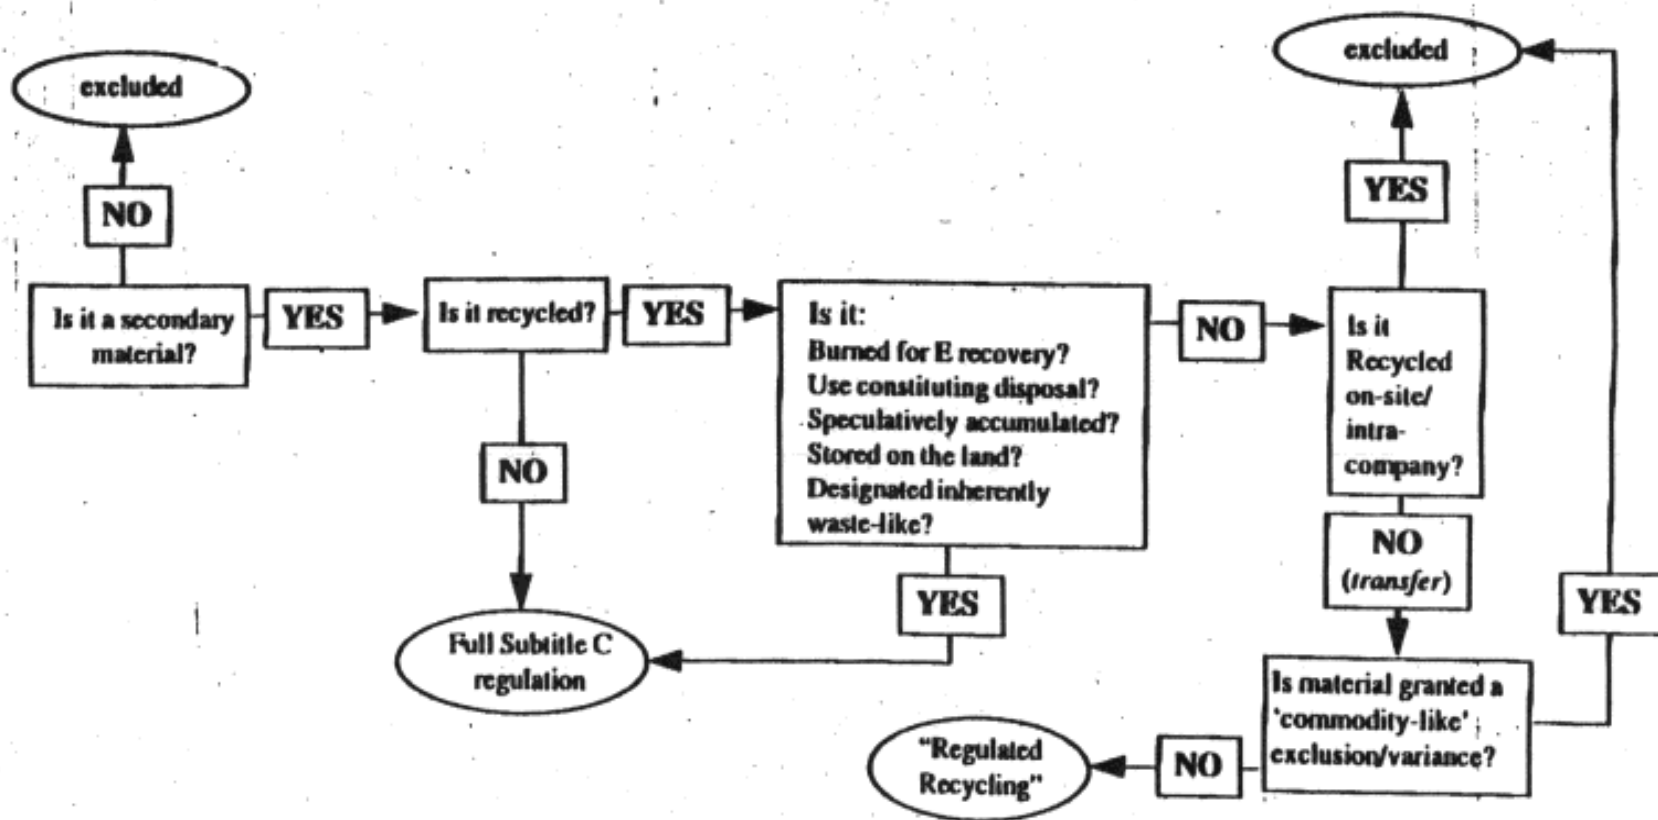 excluded
NO
Is it a secondary
material?
YES
Is it recycled?
YES
NO
Full Subtitle C
regulation
Is it:
Burned for E recovery?
Use constituting disposal?
Speculatively accumulated?
Stored on the land?
Designated inherently
waste-like?
YES
NO
excluded
YES
Is it
Recycled
on-site/
intra-
company?
NO
(transfer)
YES
Is material granted a
'commodity-like'
exclusion/variance?
NO
"Regulated
Recycling"